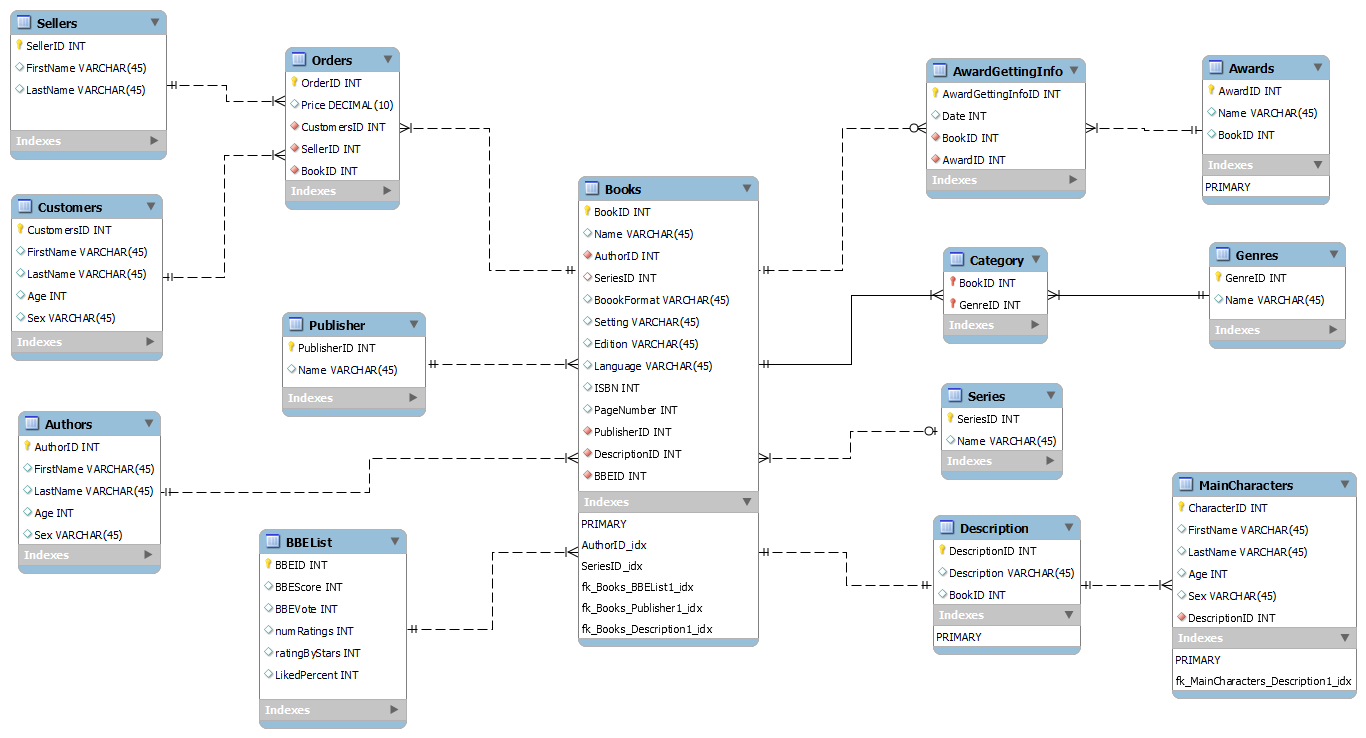 Sellers
SellerID INT
FirstName VARCHAR(45)
LastName VARCHAR(45)
Indexes
Customers
CustomersID INT
FirstName VARCHAR(45)
LastName VARCHAR(45)
Age INT
Sex VARCHAR(45)
Indexes
Authors
AuthorID INT
FirstName VARCHAR(45)
LastName VARCHAR(45)
Age INT
Sex VARCHAR(45)
Indexes
Orders
OrderID INT
Price DECIMAL(10)
CustomersID INT
SellerID INT
BookID INT
Indexes
Publisher
PublisherID INT
Name VARCHAR(45)
Indexes
BBEList
BBEID INT
BBEScore INT
BBEVote INT
numRatings INT
ratingByStars INT
LikedPercent INT
Indexes
Books
BookID INT
Name VARCHAR(45)
AuthorID INT
SeriesID INT
BoookFormat VARCHAR(45)
Setting VARCHAR(45)
Edition VARCHAR(45)
Language VARCHAR(45)
ISBN INT
PageNumber INT
PublisherID INT
DescriptionID INT
BBEID INT
Indexes
PRIMARY
AuthorID_idx
SeriesID_idx
fk_Books_BBEList1_idx
fk_Books_Publisher1_idx
fk_Books_Description1_idx
AwardGettingInfo
AwardGettingInfoID INT
Date INT
BookID INT
AwardID INT
Indexes
Awards
AwardID INT
Name VARCHAR(45)
BookID INT
Indexes
PRIMARY
Category
BookID INT
GenreID INT
Indexes
Genres
GenreID INT
Name VARCHAR(45)
Indexes
Series
SeriesID INT
Name VARCHAR(45)
Indexes
Description
DescriptionID INT
Description VARCHAR(45)
BookID INT
Indexes
PRIMARY
MainCharacters
CharacterID INT
FirstName VARCHAR(45)
LastName VARCHAR(45)
Age INT
Sex VARCHAR(45)
DescriptionID INT
Indexes
PRIMARY
fk_MainCharacters_Description1_idx